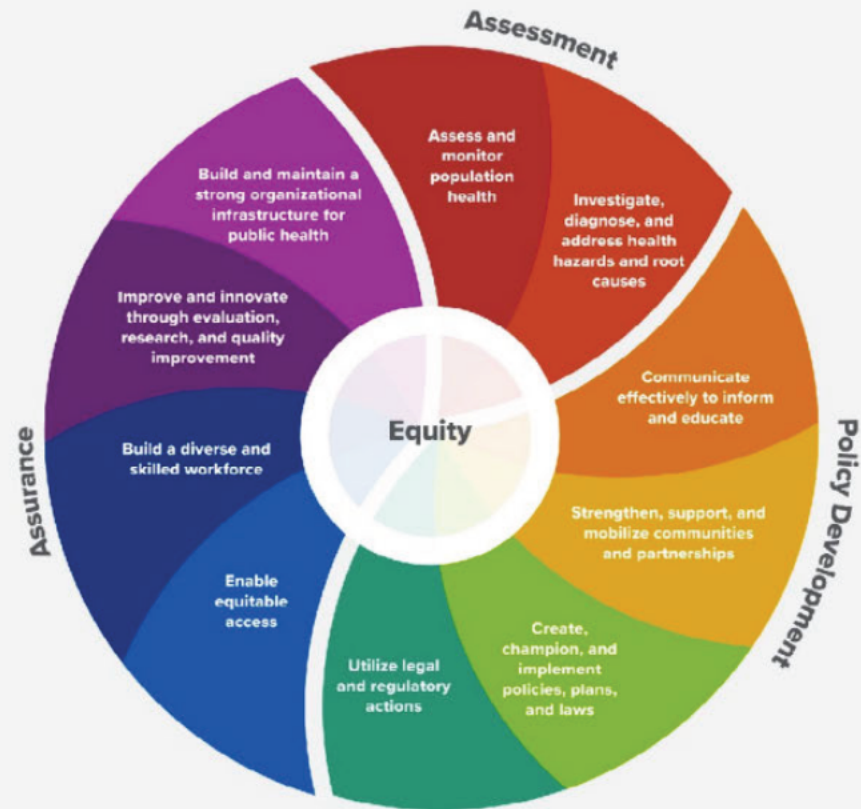 Assessment
Assess and
monitor
population
health
Investigate,
diagnose, and
address health
hazards and root
causes
Communicate
effectively to inform
and educate
Strengthen, support, and
mobilize communities
and partnerships
Policy Development
Create,
champion, and
implement
policies, plans,
and laws
Utilize legal
and regulatory
actions
Enable
equitable
access
Build a diverse and
skilled workforce
Assurance
Improve and innovate
through evaluation,
research, and quality
improvement
Build and maintain a
strong organizational
infrastructure for
public health
Equity